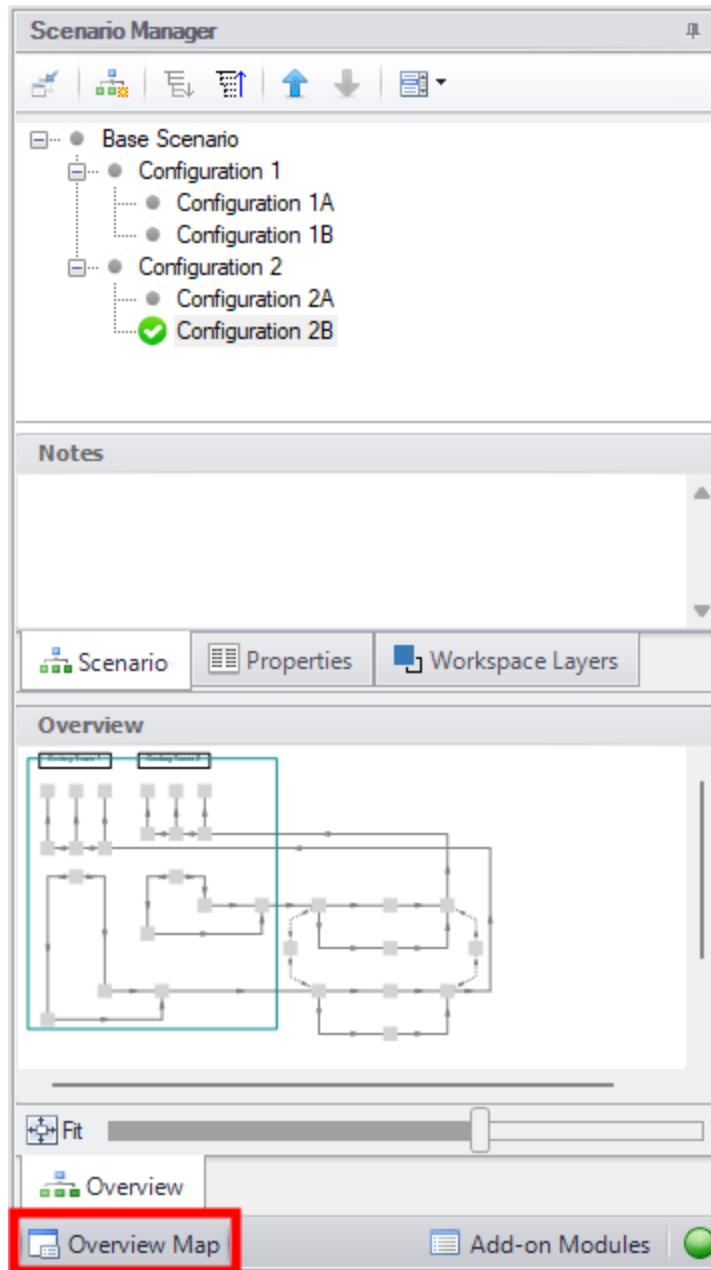 Scenario Manager
Base Scenario
Configuration 1
Configuration 1A
Configuration 1B
Configuration 2
Configuration 2A
Configuration 2B
Notes
Scenario
Properties
Workspace Layers
Overview
Fit
Overview
Overview Map
Add-on Modules